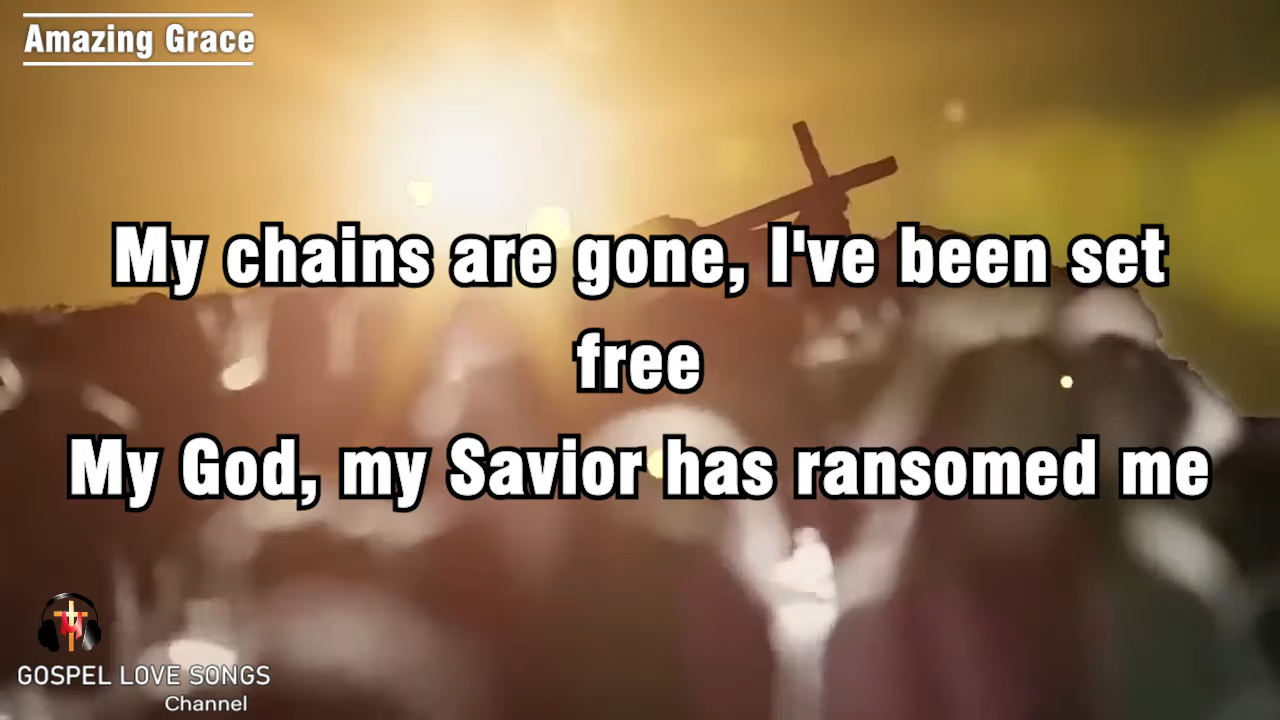 Amazing Grace
My chains are gone, I've been set
free
My God, my Savior has ransomed me
GOSPEL LOVE SONGS
Channel